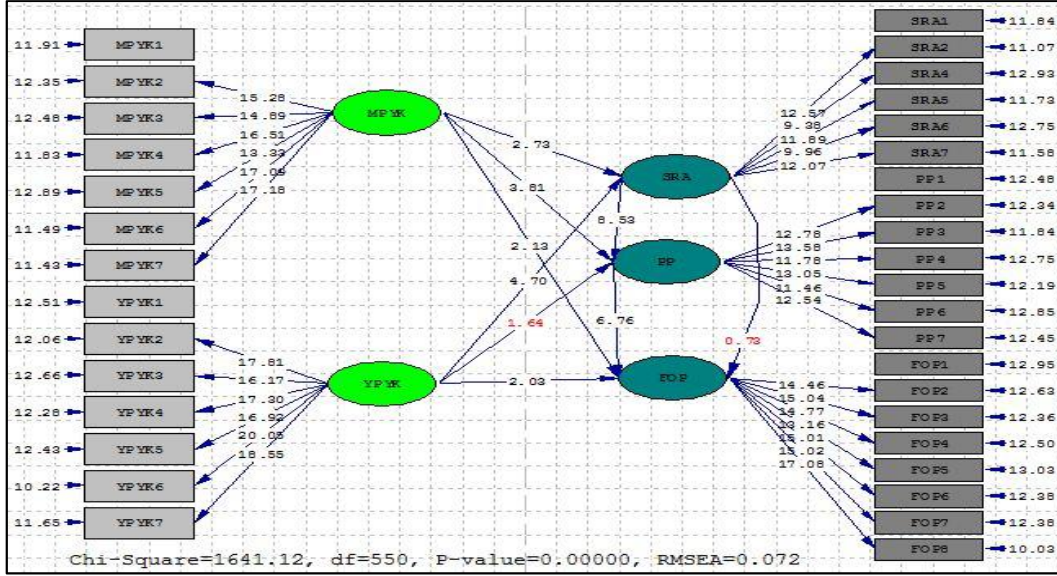 11.91 MPYK1
12.35 MPYK2
12.48 MPYK3
11.83 MPYK4
12.89 MPYK5
11.49 MPYK6
11.43 MPYK7
12.51 YPYK1
12.06 YPYK2
12.66 YPYK3
12.28 YPYK4
12.43 YPYK5
10.22 YPYK6
11.65 YPYK7
15.28
14.89
16.51
13.33
17.09
17.18
17.81
16.17
17.30
16.92
20.05
18.55
MPYK
YPYK
2.73
3.81
2.13
4.70
1.64
2.03
8.53
6.76
0.73
SRA
PP
FOP
12.57
9.38
11.89
9.96
12.07
12.78
13.58
11.78
13.05
11.46
12.54
14.46
15.04
14.77
13.16
15.01
15.02
17.08
SRA1 11.84
SRA2 11.07
SRA4 12.93
SRA5 11.73
SRA6 12.75
SRA7 11.58
PP1 12.48
PP2 12.34
PP3 11.84
PP4 12.75
PP5 12.19
PP6 12.85
PP7 12.45
FOP1 12.95
FOP2 12.63
FOP3 12.36
FOP4 12.50
FOP5 13.03
FOP6 12.38
FOP7 12.38
FOP8 10.03
Chi-Square=1641.12, df=550, P-value=0.00000, RMSEA=0.072